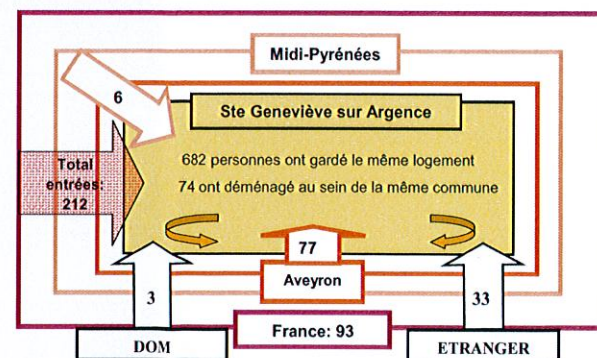 Midi-Pyrénées
6
Ste Geneviève sur Argence
Total
entrées:
212
682 personnes ont gardé le même logement
74 ont déménagé au sein de la même commune
77
Aveyron
3
33
France: 93
DOM
ETRANGER